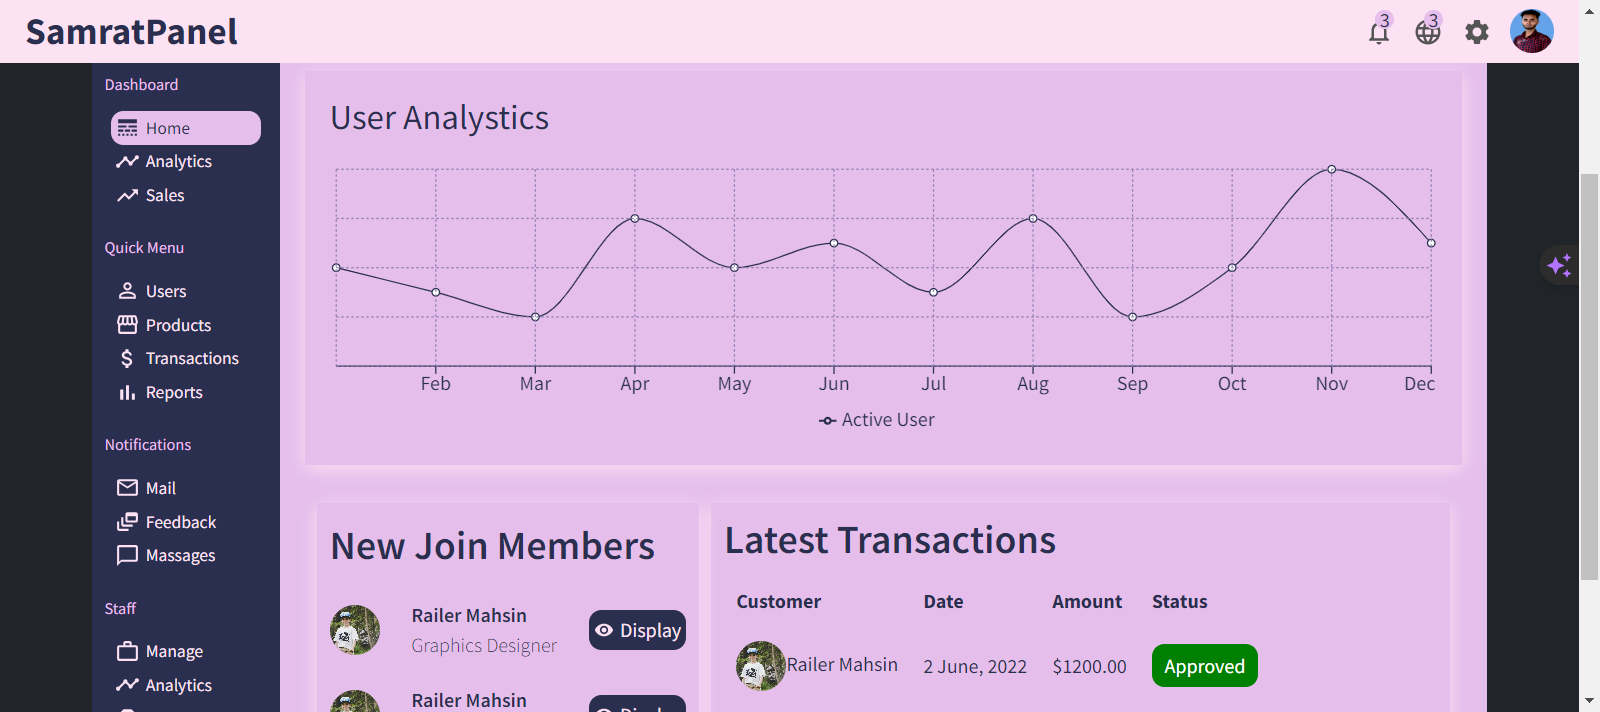 SamratPanel
3
3
Dashboard
Home
Analytics
Sales
Quick Menu
Users
Products
Transactions
Reports
Notifications
Mail
Feedback
Massages
Staff
Manage
Analytics
User Analystics
Feb Mar Apr May Jun Jul Aug Sep Oct Nov Dec
Active User
New Join Members
Railer Mahsin
Graphics Designer
Display
Railer Mahsin
Display
Latest Transactions
Customer Date Amount Status
Railer Mahsin 2 June, 2022 $1200.00 Approved